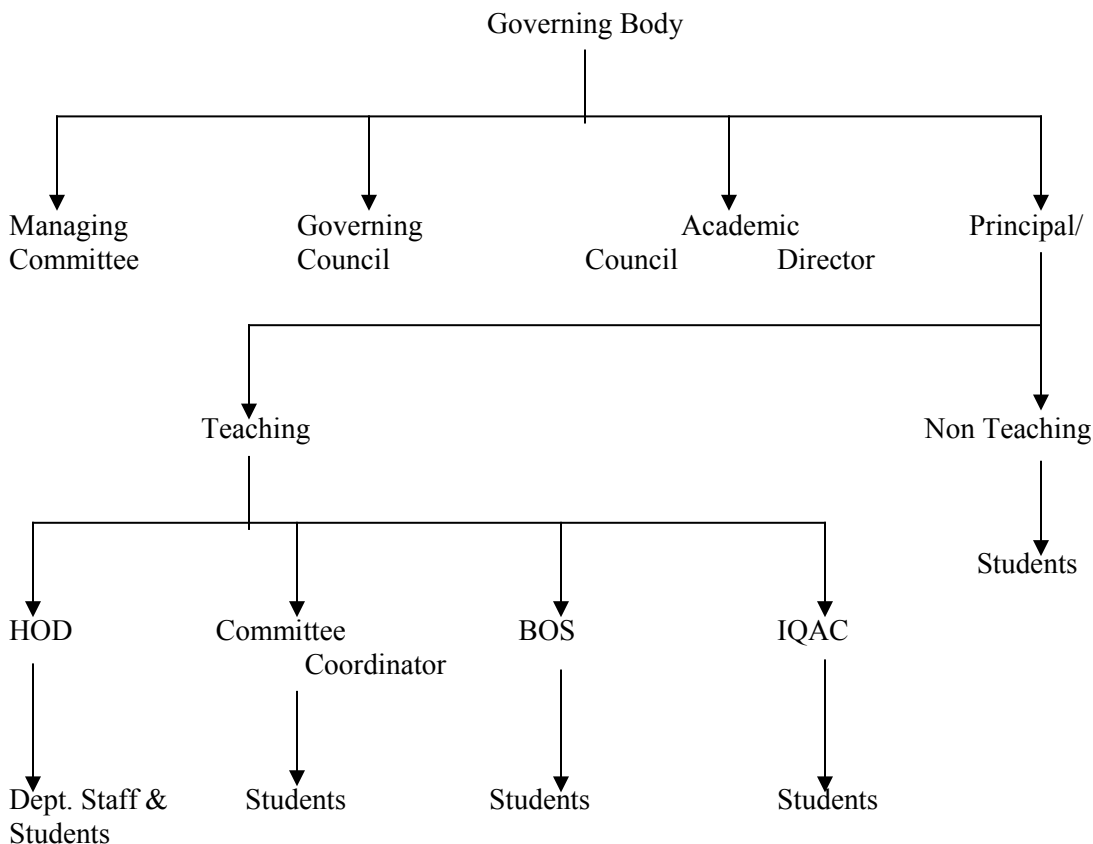 Governing Body
Managing Governing Academic Principal/
Committee Council Council Director
Teaching Non Teaching
Students
HOD Committee BOS IQAC
Coordinator
Dept. Staff & Students Students Students
Students